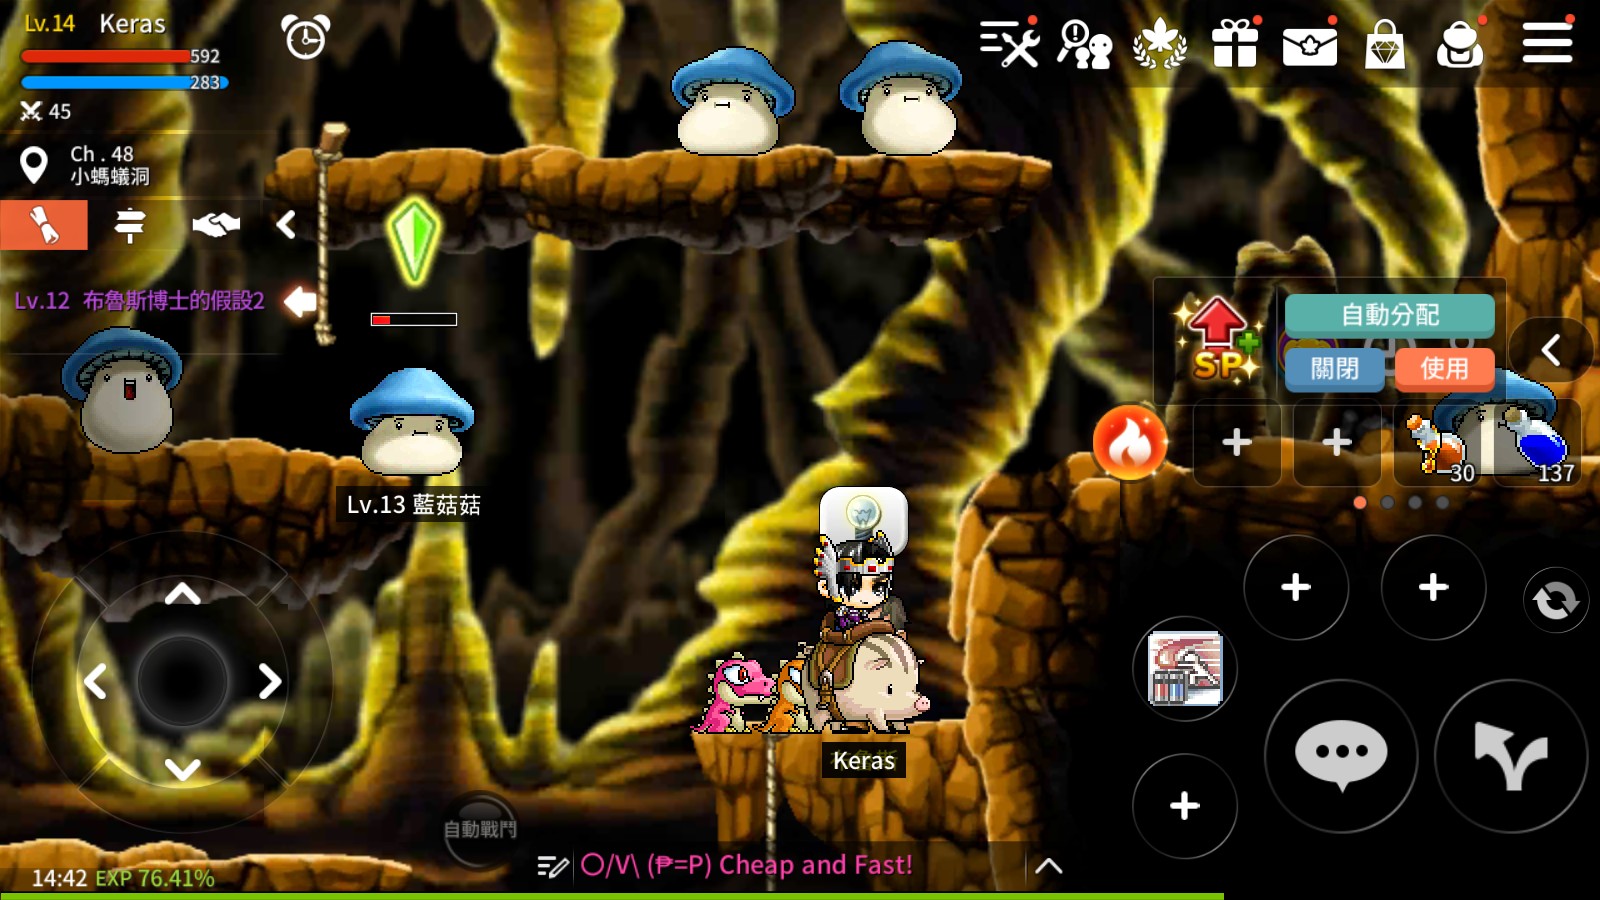 Lv.14 Keras
592
283
45
Ch . 48
小螞蟻洞
Lv.12 布魯斯博士的假設2
自動分配
SP
關閉
使用
30
137
Lv.13 藍菇菇
Keras
自動戰鬥
O/V\ (₱=P) Cheap and Fast!
14:42 EXP 76.41%